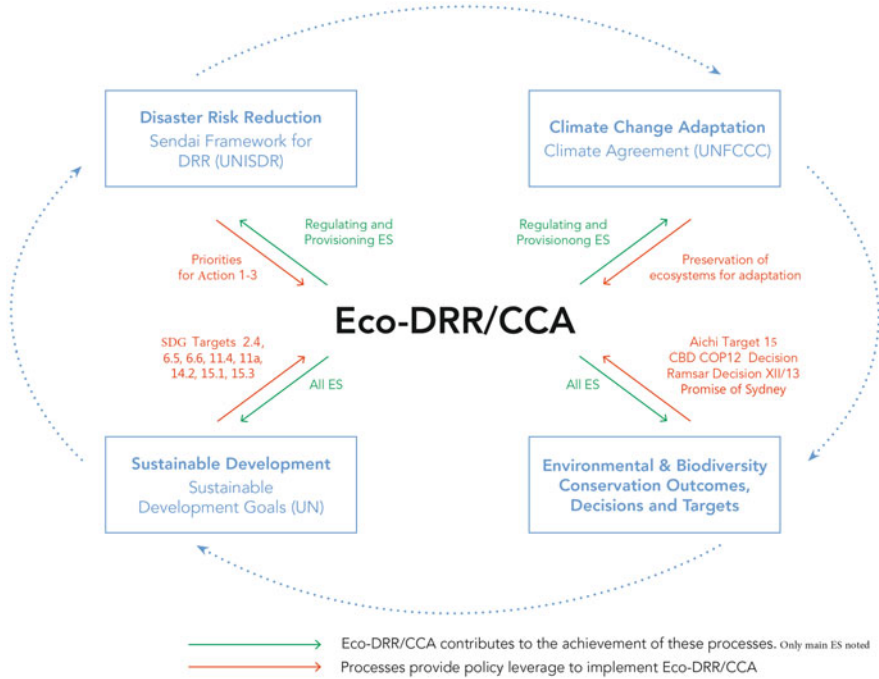 Disaster Risk Reduction
Sendai Framework for
DRR (UNISDR)
Climate Change Adaptation
Climate Agreement (UNFCCC)
Regulating and
Provisioning ES
Regulating and
Provisionong ES
Priorities
for Action 1-3
Preservation of
ecosystems for adaptation
Eco-DRR/CCA
SDG Targets 2.4,
6.5, 6.6, 11.4, 11a,
14.2, 15.1, 15.3
All ES
All ES
Aichi Target 15
CBD COP12 Decision
Ramsar Decision XII/13
Promise of Sydney
Sustainable Development
Sustainable
Development Goals (UN)
Environmental & Biodiversity
Conservation Outcomes,
Decisions and Targets
Eco-DRR/CCA contributes to the achievement of these processes. Only main ES noted
Processes provide policy leverage to implement Eco-DRR/CCA